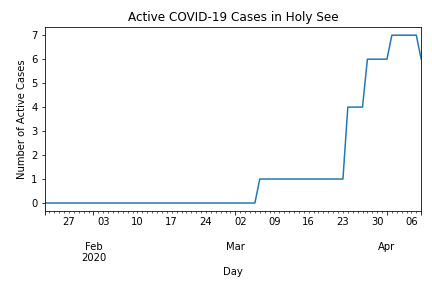 Active COVID-19 Cases in Holy See
Number of Active Cases
7
6
5
4
3
2
1
0
27 03 10 17 24 02 09 16 23 30 06
Feb Mar Apr
2020
Day